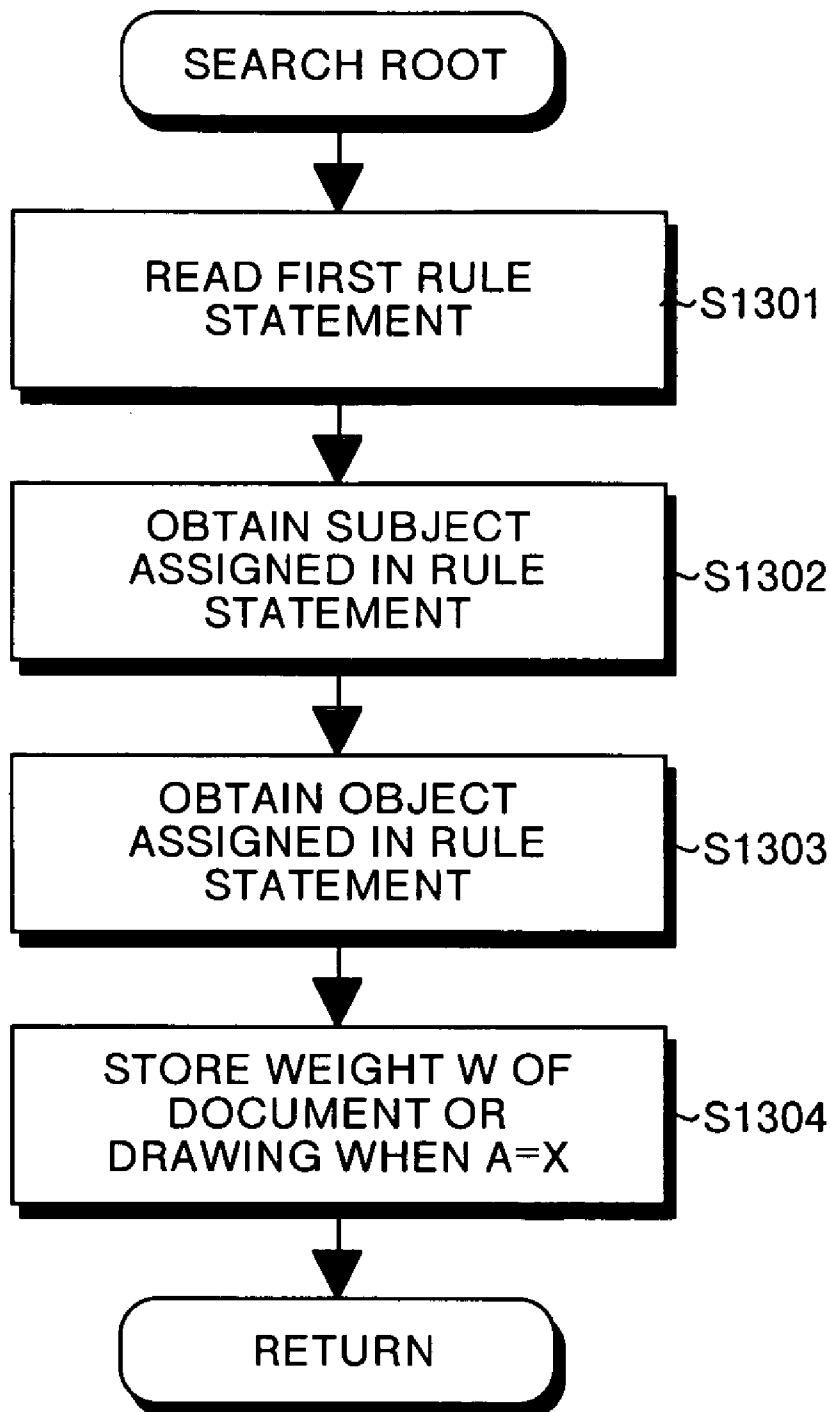 SEARCH ROOT
READ FIRST RULE
STATEMENT
S1301
OBTAIN SUBJECT
ASSIGNED IN RULE
STATEMENT
S1302
OBTAIN OBJECT
ASSIGNED IN RULE
STATEMENT
S1303
STORE WEIGHT W OF
DOCUMENT OR
DRAWING WHEN A=X
S1304
RETURN